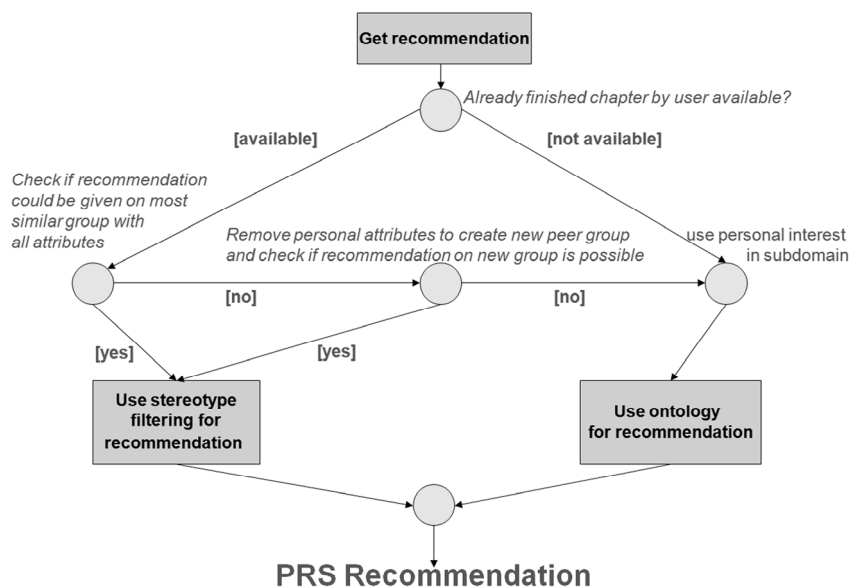 Get recommendation
Already finished chapter by user available?
[available]
[not available]
Check if recommendation
could be given on most
similar group with
all attributes
Remove personal attributes to create new peer group
and check if recommendation on new group is possible
use personal interest
in subdomain
[no]
[no]
[yes]
[yes]
Use stereotype
filtering for
recommendation
Use ontology
for recommendation
PRS Recommendation